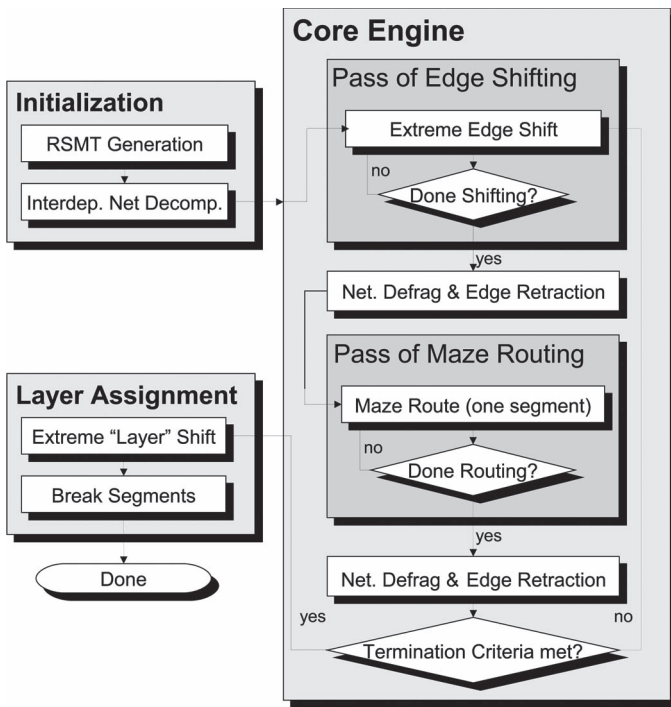 Initialization
RSMT Generation
Interdep. Net Decomp.
Core Engine
Pass of Edge Shifting
Extreme Edge Shift
no
Done Shifting?
yes
Net. Defrag & Edge Retraction
Pass of Maze Routing
Maze Route (one segment)
no
Done Routing?
yes
Net. Defrag & Edge Retraction
yes
no
Termination Criteria met?
Layer Assignment
Extreme “Layer” Shift
Break Segments
Done